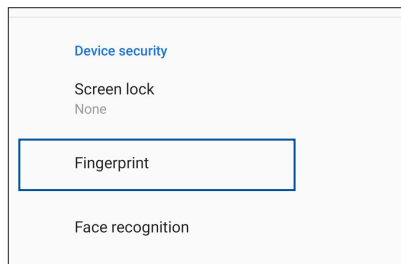 Device security
Screen lock
None
Fingerprint
Face recognition